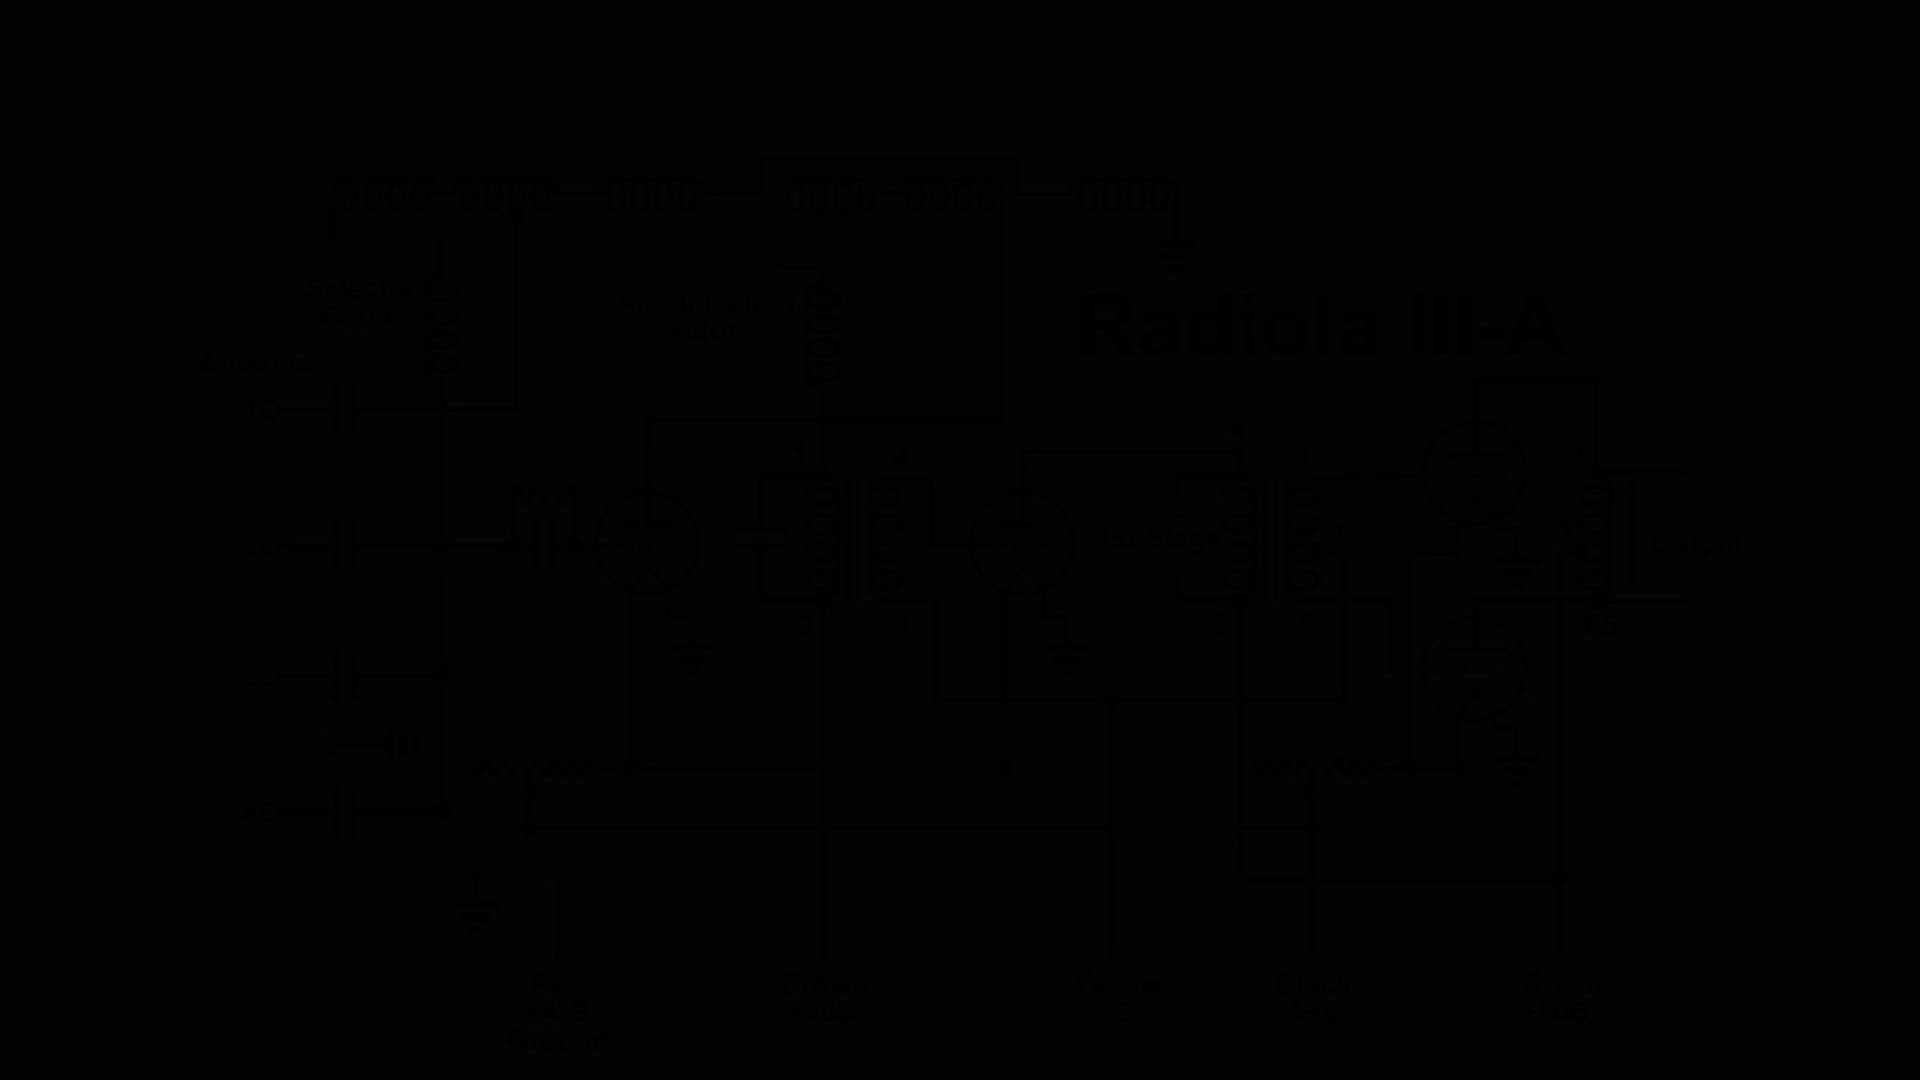 Selector
Rotor
Amplification
Rotor
Radiola III-A
Antenna
1
2
3
4
1
2
4
3
1st Stage
4
2
1
3
5
1 2
3
4,5
Output
Red
+A-B
Ground
Brown
+20B
Yellow
-C
Black
-A+C
Green
+80B